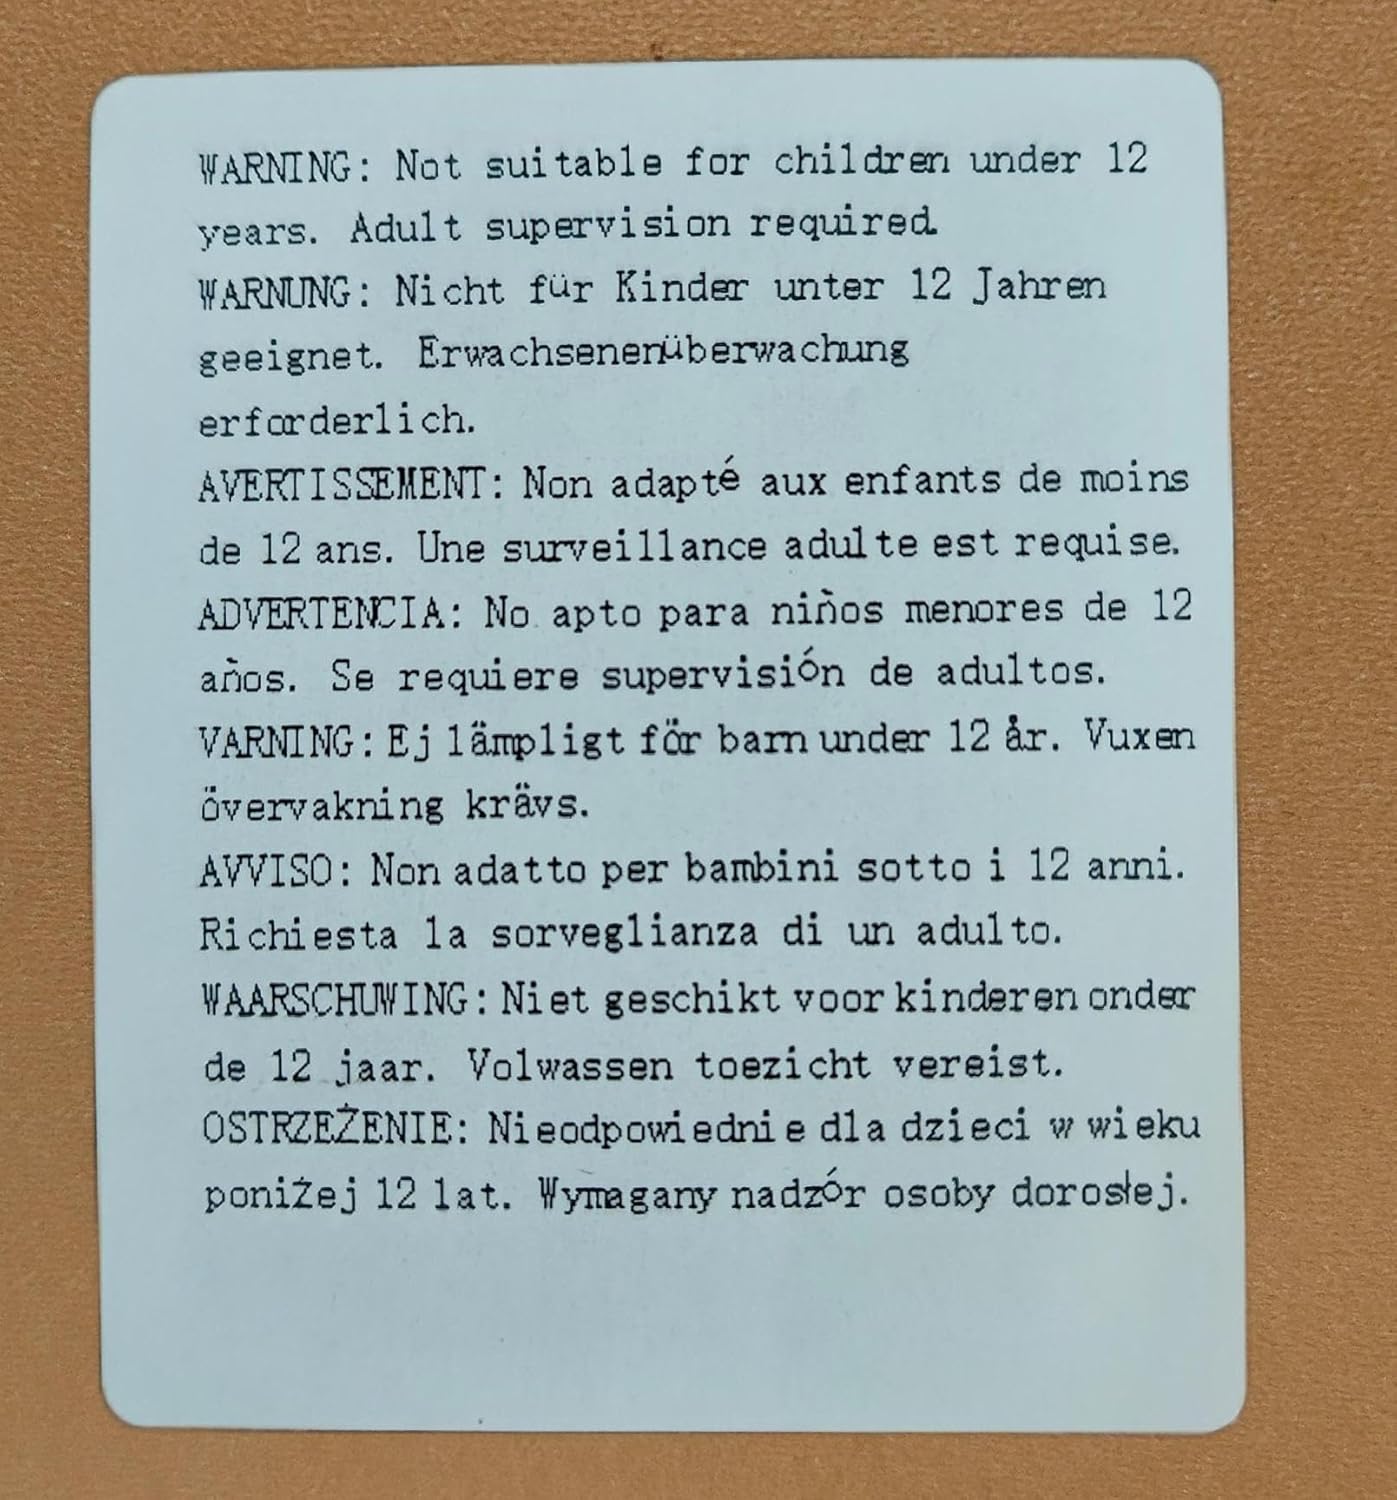 WARNING: Not suitable for children under 12
years. Adult supervision required.
WARNUNG: Nicht für Kinder unter 12 Jahren
geeignet. Erwachsenenüberwachung
erforderlich.
AVERTISSEMENT: Non adapté aux enfants de moins
de 12 ans. Une surveillance adulte est requise.
ADVERTENCIA: No apto para niños menores de 12
años. Se requiere supervisión de adultos.
VARNING: Ej lämpligt för barn under 12 år. Vuxen
övervakning krävs.
AVVISO: Non adatto per bambini sotto i 12 anni.
Richiesta la sorveglianza di un adulto.
WAARSCHUWING: Niet geschikt voor kinderen onder
de 12 jaar. Volwassen toezicht vereist.
OSTRZEŻENIE: Nieodpowiednie dla dzieci w wieku
poniżej 12 lat. Wymagany nadzór osoby dorosłej.